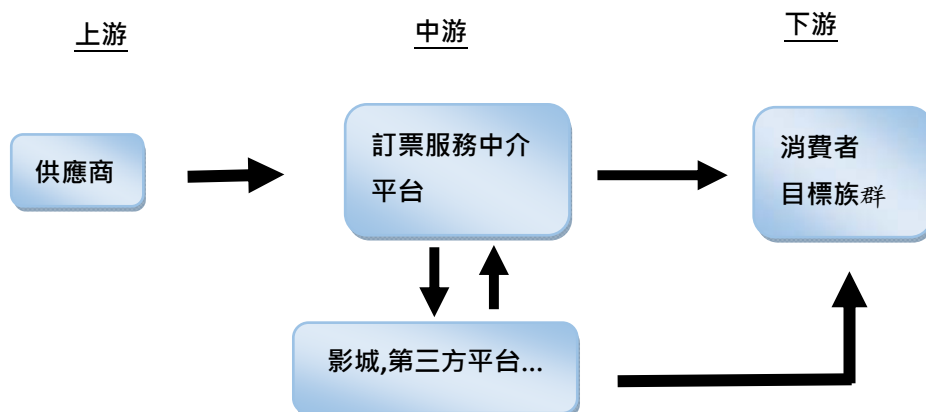 上游
中游
下游
供應商
訂票服務中介
平台
消費者
目標族群
影城,第三方平台...